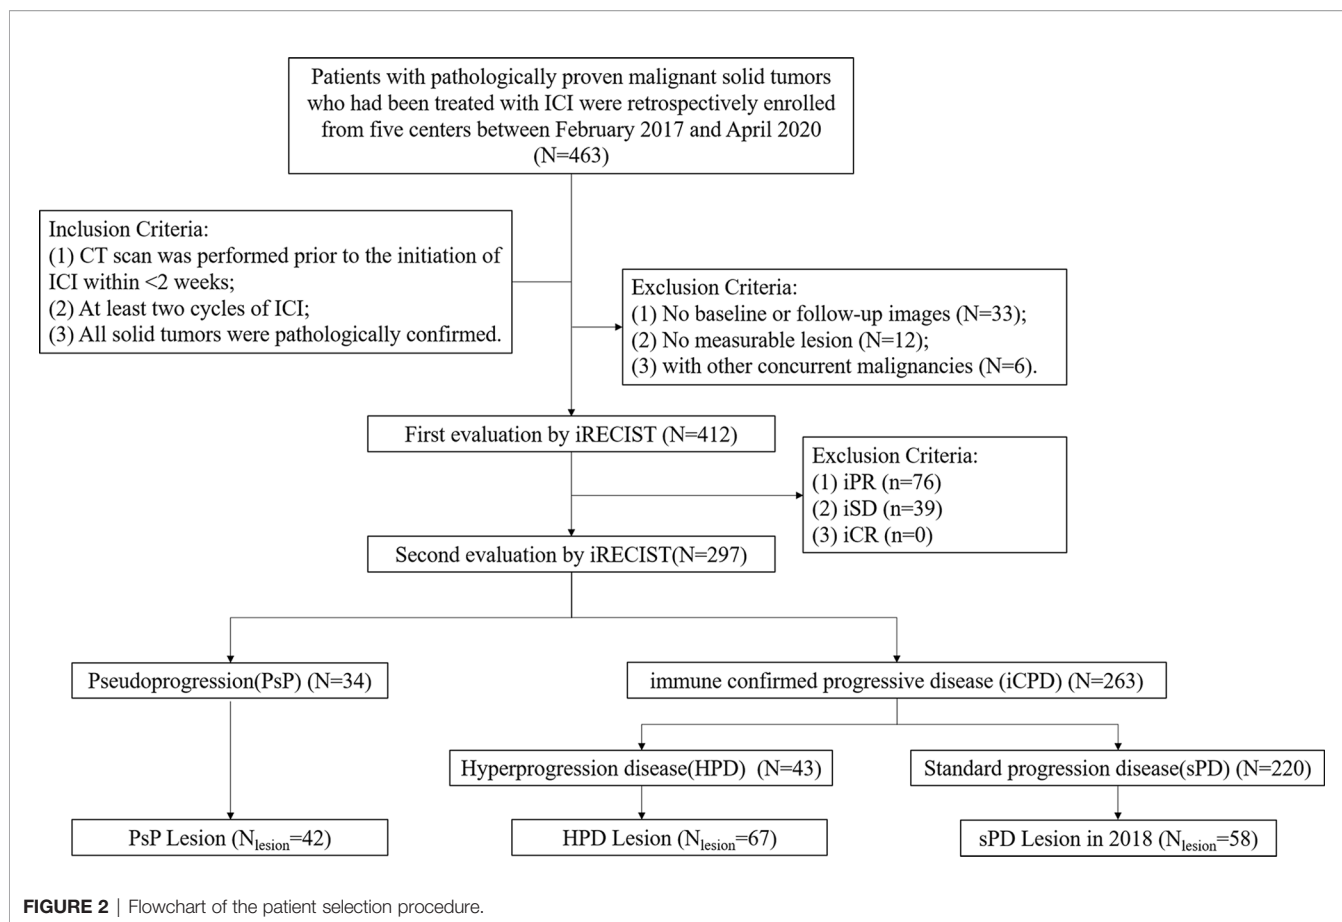 Patients with pathologically proven malignant solid tumors
who had been treated with ICI were retrospectively enrolled
from five centers between February 2017 and April 2020
(N=463)
Inclusion Criteria:
(1) CT scan was performed prior to the initiation of
ICI within <2 weeks;
(2) At least two cycles of ICI;
(3) All solid tumors were pathologically confirmed.
Exclusion Criteria:
(1) No baseline or follow-up images (N=33);
(2) No measurable lesion (N=12);
(3) with other concurrent malignancies (N=6).
First evaluation by iRECIST (N=412)
Exclusion Criteria:
(1) iPR (n=76)
(2) iSD (n=39)
(3) iCR (n=0)
Second evaluation by iRECIST(N=297)
Pseudoprogression(PsP) (N=34)
immune confirmed progressive disease (iCPD) (N=263)
Hyperprogression disease(HPD) (N=43)
Standard progression disease(sPD) (N=220)
PsP Lesion (Nlesion=42)
HPD Lesion (Nlesion=67)
sPD Lesion in 2018 (Nlesion=58)
FIGURE 2 | Flowchart of the patient selection procedure.